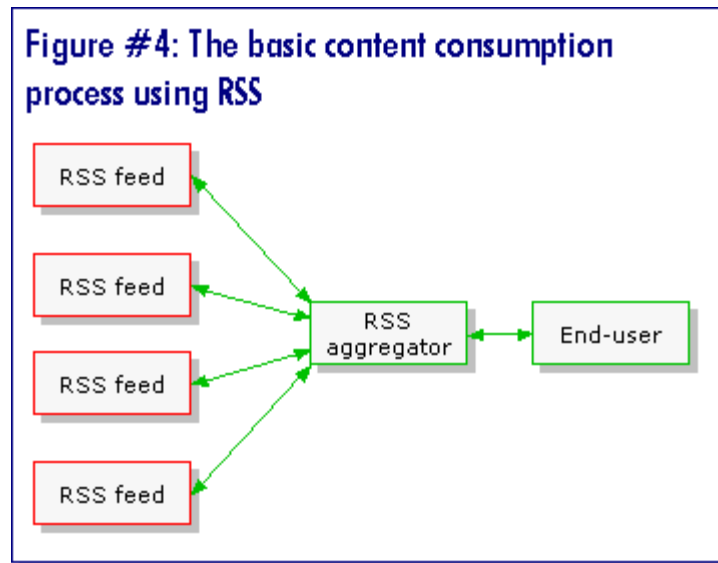 Figure #4: The basic content consumption
process using RSS
RSS feed
RSS feed
RSS feed
RSS feed
RSS
aggregator
End-user